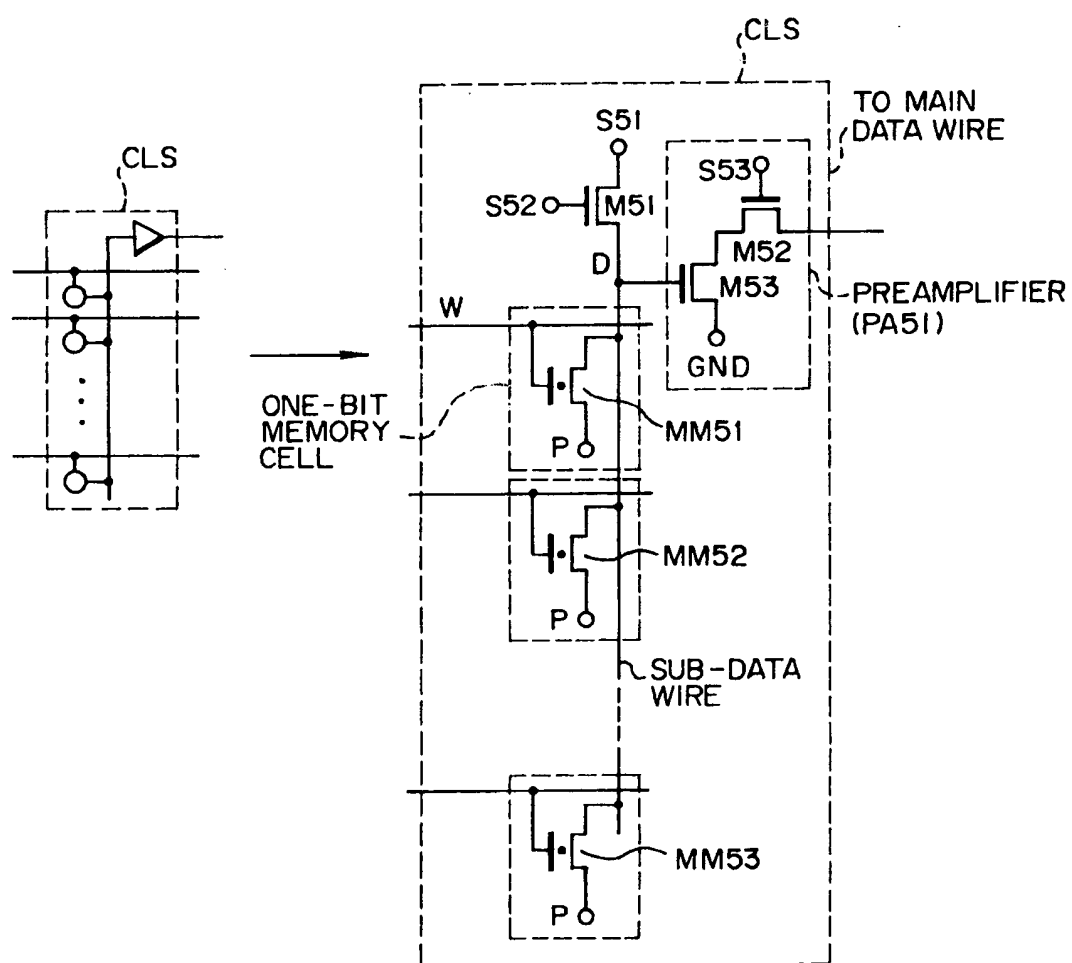 CLS
CLS
TO MAIN
DATA WIRE
S51
S53
S52
M51
M52
D
M53
PREAMPLIFIER
(PA51)
W
GND
ONE-BIT
MEMORY
CELL
MM51
P
MM52
P
SUB-DATA
WIRE
MM53
P